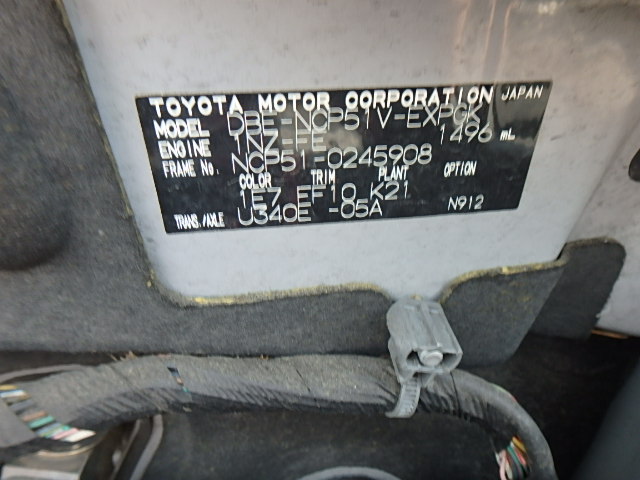 TOYOTA MOTOR CORPORATION JAPAN
MODEL DBE-NCP51V-EXPGK
ENGINE 1NZ-FE 1496 mL
FRAME No. NCP51-0245908
COLOR TRIM PLANT OPTION
1E7 EF10 K21
TRANS./AXLE U340E -05A N912